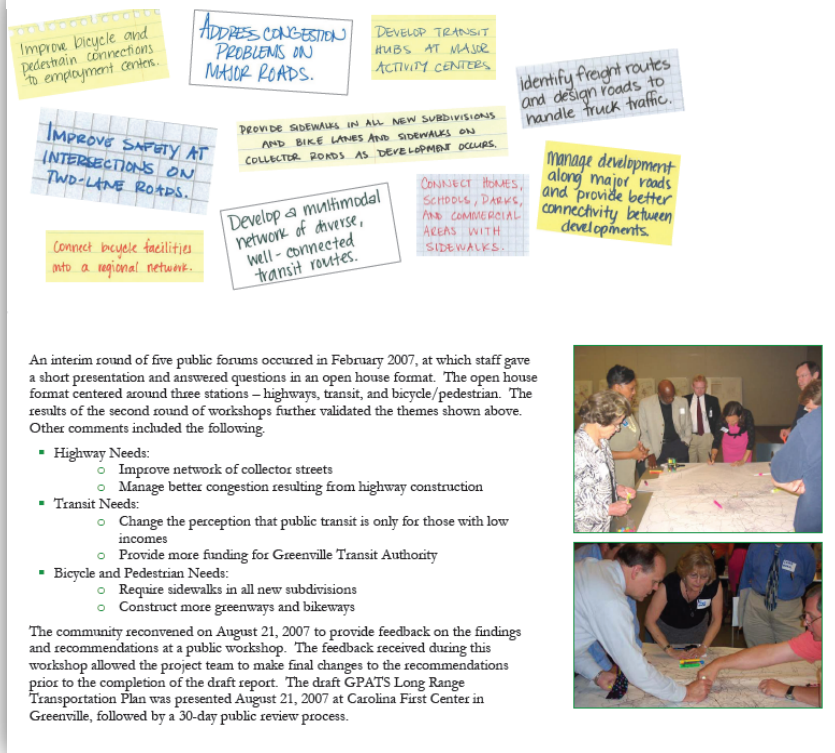 Improve bicycle and
pedestrain connections
to employment centers.
ADDRESS CONGESTION
PROBLEMS ON
MAJOR ROADS.
DEVELOP TRANSIT
HUBS AT MAJOR
ACTIVITY CENTERS
Identify freight routes
and design roads to
handle truck traffic.
IMPROVE SAFETY AT
INTERSECTIONS ON
TWO-LANE ROADS.
PROVIDE SIDEWALKS IN ALL NEW SUBDIVISIONS
AND BIKE LANES AND SIDEWALKS ON
COLLECTOR ROADS AS DEVELOPMENT OCCURS.
Manage development
along major roads
and provide better
connectivity between
developments.
Connect bicycle facilities
into a regional network.
Develop a multimodal
network of diverse,
well-connected
transit routes.
CONNECT HOMES,
SCHOOLS, PARKS,
AND COMMERCIAL
AREAS WITH
SIDEWALKS.
An interim round of five public forums occurred in February 2007, at which staff gave
a short presentation and answered questions in an open house format. The open house
format centered around three stations – highways, transit, and bicycle/pedestrian. The
results of the second round of workshops further validated the themes shown above.
Other comments included the following.
▪ Highway Needs:
o Improve network of collector streets
o Manage better congestion resulting from highway construction
▪ Transit Needs:
o Change the perception that public transit is only for those with low
incomes
o Provide more funding for Greenville Transit Authority
▪ Bicycle and Pedestrian Needs:
o Require sidewalks in all new subdivisions
o Construct more greenways and bikeways
The community reconvened on August 21, 2007 to provide feedback on the findings
and recommendations at a public workshop. The feedback received during this
workshop allowed the project team to make final changes to the recommendations
prior to the completion of the draft report. The draft GPATS Long Range
Transportation Plan was presented August 21, 2007 at Carolina First Center in
Greenville, followed by a 30-day public review process.